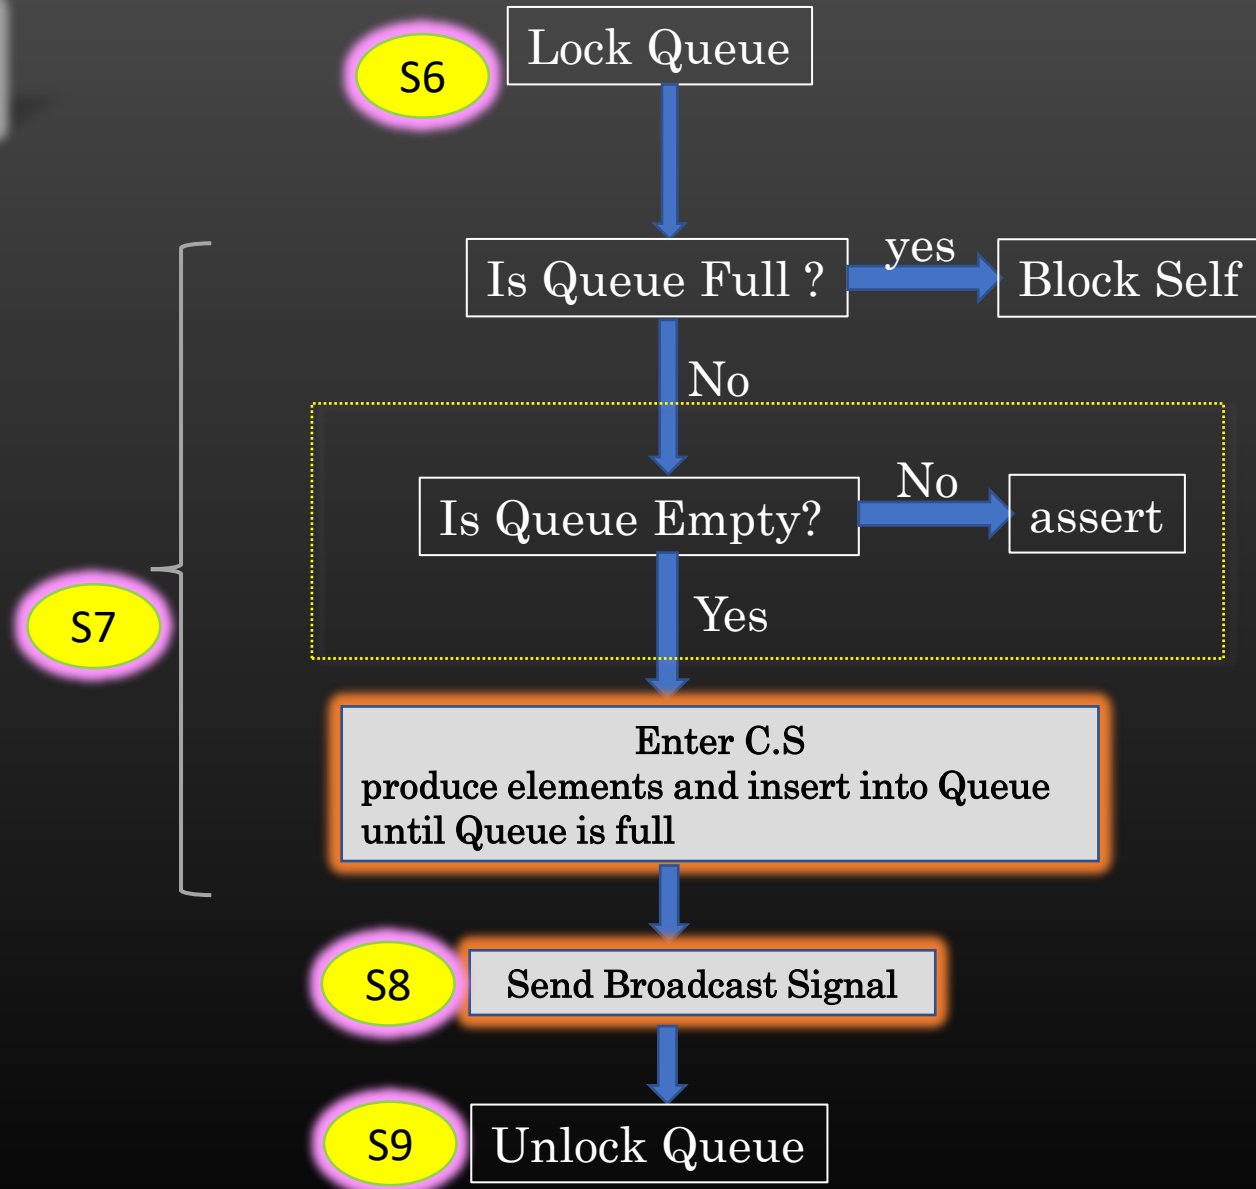 S6
Lock Queue
Is Queue Full ?
yes
Block Self
No
Is Queue Empty?
No
assert
Yes
S7
Enter C.S
produce elements and insert into Queue
until Queue is full
S8
Send Broadcast Signal
S9
Unlock Queue